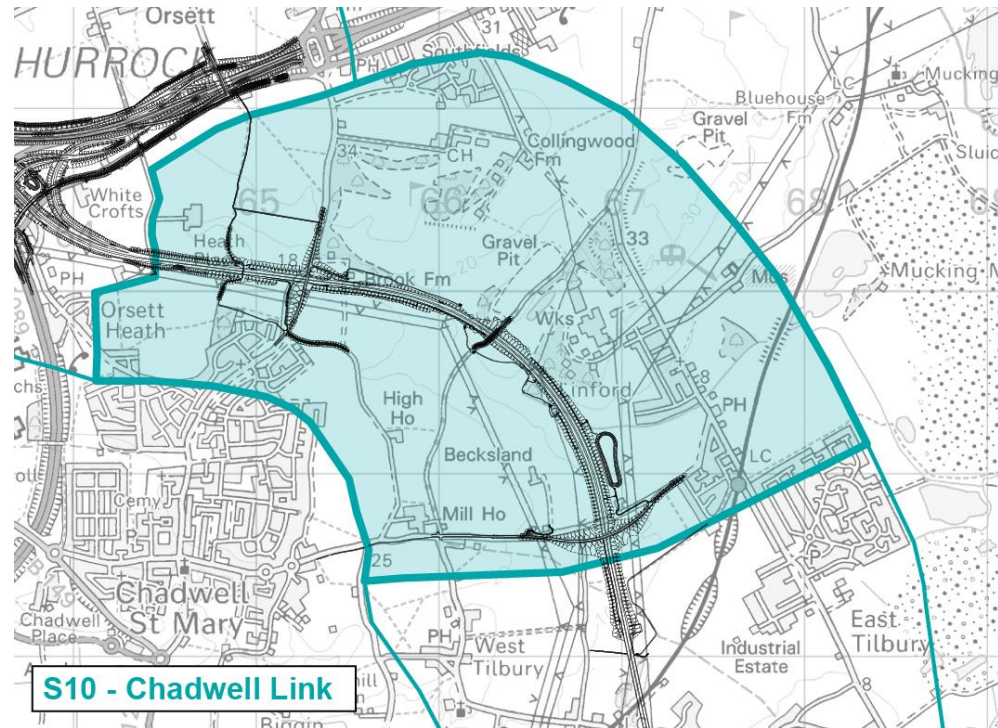 Orsett
HURROCK
31
Southfields
PH
LC
Mucking
Bluehouse
Fm
Gravel
Pit
Collingwood
Fm
34
CH
White
Crofts
65
66
67
68
33
Heath
Place
18
Gravel
Pit
Brook Fm
Mus
Mucking M
PH
Orsett
Heath
Wks
Linford
8
High
Ho
PH
Becksland
LC
Cemy
Mill Ho
P
25
Chadwell
St Mary
Chadwell
Place
PH
West
Tilbury
East
Tilbury
Industrial
Estate
8
S10 - Chadwell Link
Biggin